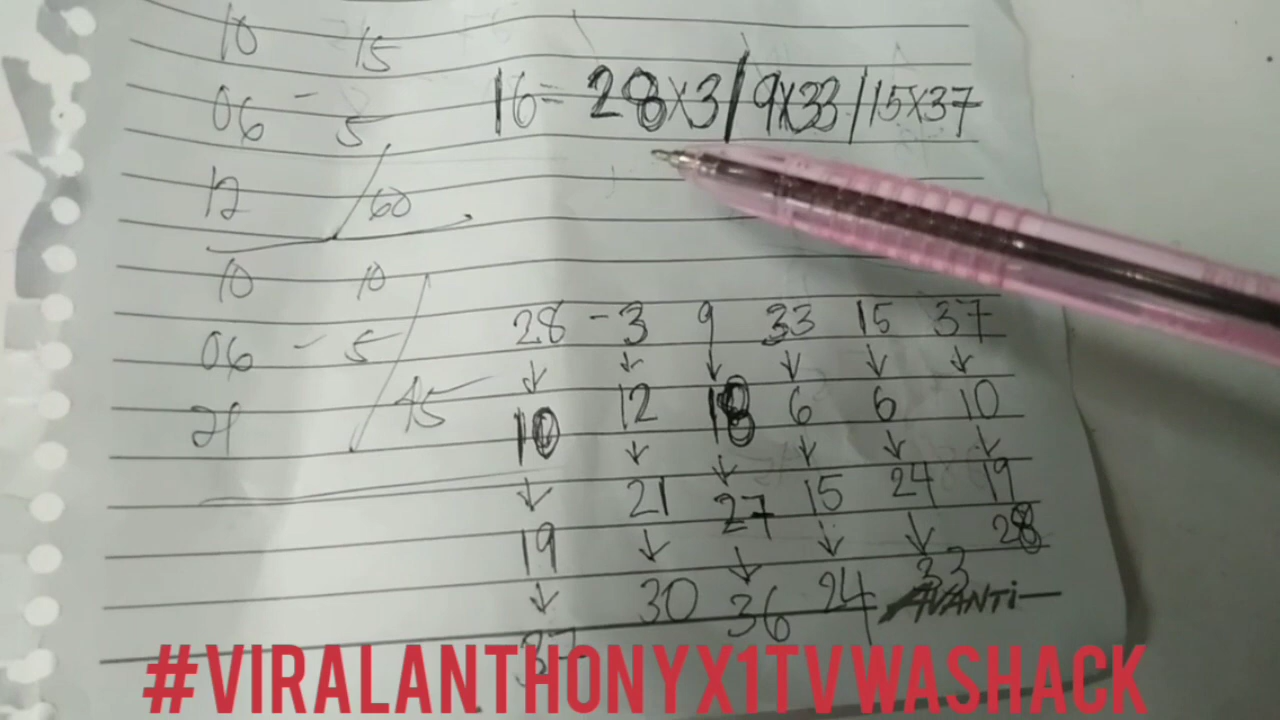 10 15
16 = 28x3/9x33/15x37
06 - 5
12 /60
10 10
28 - 3 9 33 15 37
06 - 5
↓ ↓ ↓ ↓ ↓ ↓
10 12 18 6 6 10
21 45
↓ ↓ ↓ ↓ ↓ ↓
19 21 27 15 24 19
↓ ↓ ↓ ↓ ↓
37 30 36 24 33 28
AVANTi
#VIRALANTHONYX1TVWASHACK